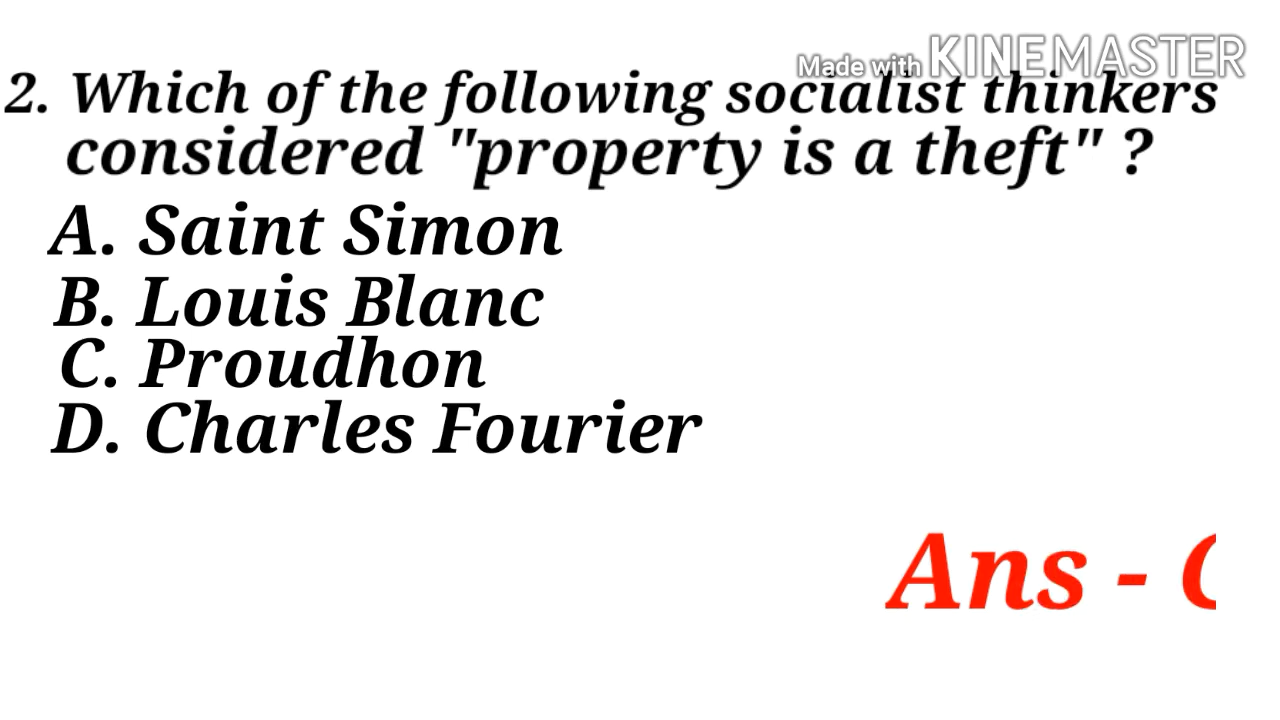 Made with KINEMASTER
2. Which of the following socialist thinkers
considered "property is a theft" ?
A. Saint Simon
B. Louis Blanc
C. Proudhon
D. Charles Fourier
Ans -